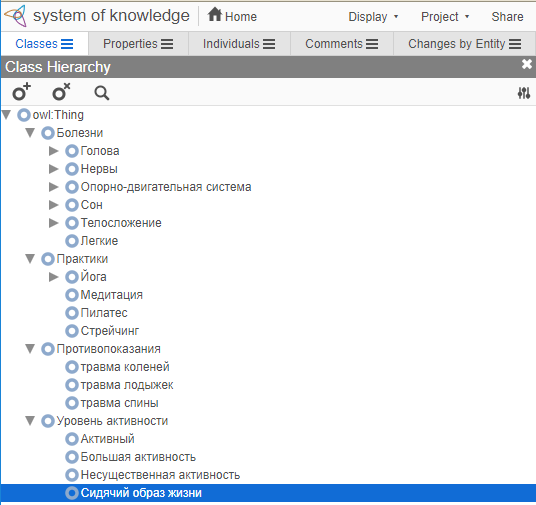 system of knowledge Home Display Project Share
Classes Properties Individuals Comments Changes by Entity
Class Hierarchy
owl:Thing
Болезни
Голова
Нервы
Опорно-двигательная система
Сон
Телосложение
Легкие
Практики
Йога
Медитация
Пилатес
Стрейчинг
Противопоказания
травма коленей
травма лодыжек
травма спины
Уровень активности
Активный
Большая активность
Несущественная активность
Сидячий образ жизни